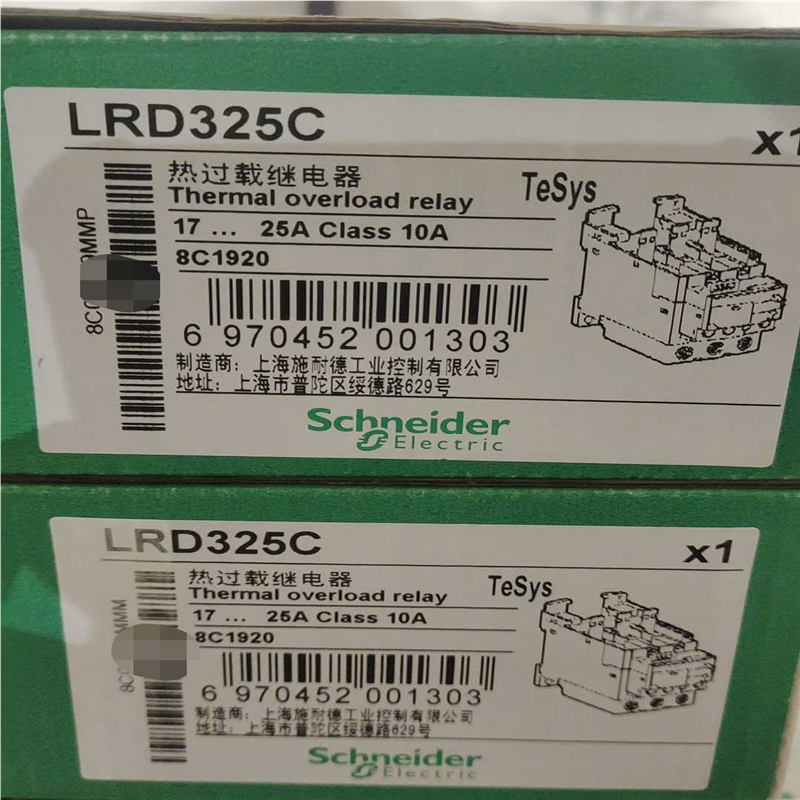 LRD325C
x1
热过载继电器
TeSys
Thermal overload relay
17 ... 25A Class 10A
8C1920
6 970452 001303
制造商：上海施耐德工业控制有限公司
地址：上海市普陀区绥德路629号
Schneider
Electric
LRD325C
x1
热过载继电器
TeSys
Thermal overload relay
17 ... 25A Class 10A
8C1920
6 970452 001303
制造商：上海施耐德工业控制有限公司
地址：上海市普陀区绥德路629号
Schneider
Electric